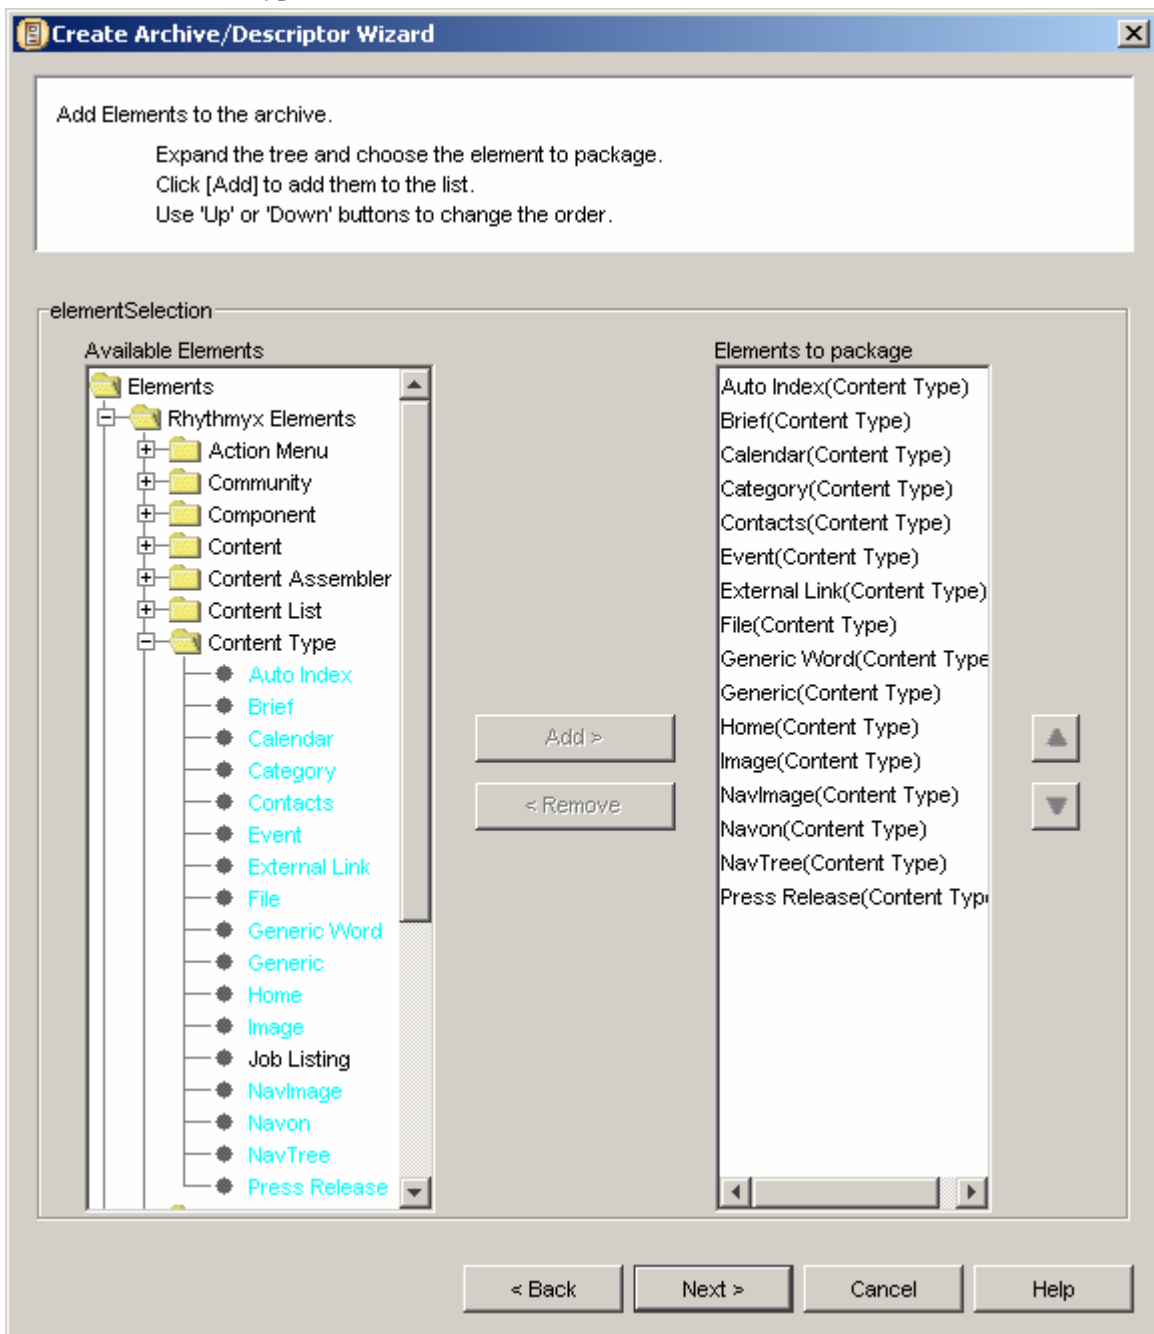 Create Archive/Descriptor Wizard
Add Elements to the archive.
Expand the tree and choose the element to package.
Click [Add] to add them to the list.
Use 'Up' or 'Down' buttons to change the order.
elementSelection
Available Elements
Elements
Rhythmyx Elements
Action Menu
Community
Component
Content
Content Assembler
Content List
Content Type
Auto Index
Brief
Calendar
Category
Contacts
Event
External Link
File
Generic Word
Generic
Home
Image
Job Listing
NavImage
Navon
NavTree
Press Release
Add >
< Remove
Elements to package
Auto Index(Content Type)
Brief(Content Type)
Calendar(Content Type)
Category(Content Type)
Contacts(Content Type)
Event(Content Type)
External Link(Content Type)
File(Content Type)
Generic Word(Content Type
Generic(Content Type)
Home(Content Type)
Image(Content Type)
NavImage(Content Type)
Navon(Content Type)
NavTree(Content Type)
Press Release(Content Typ
< Back
Next >
Cancel
Help